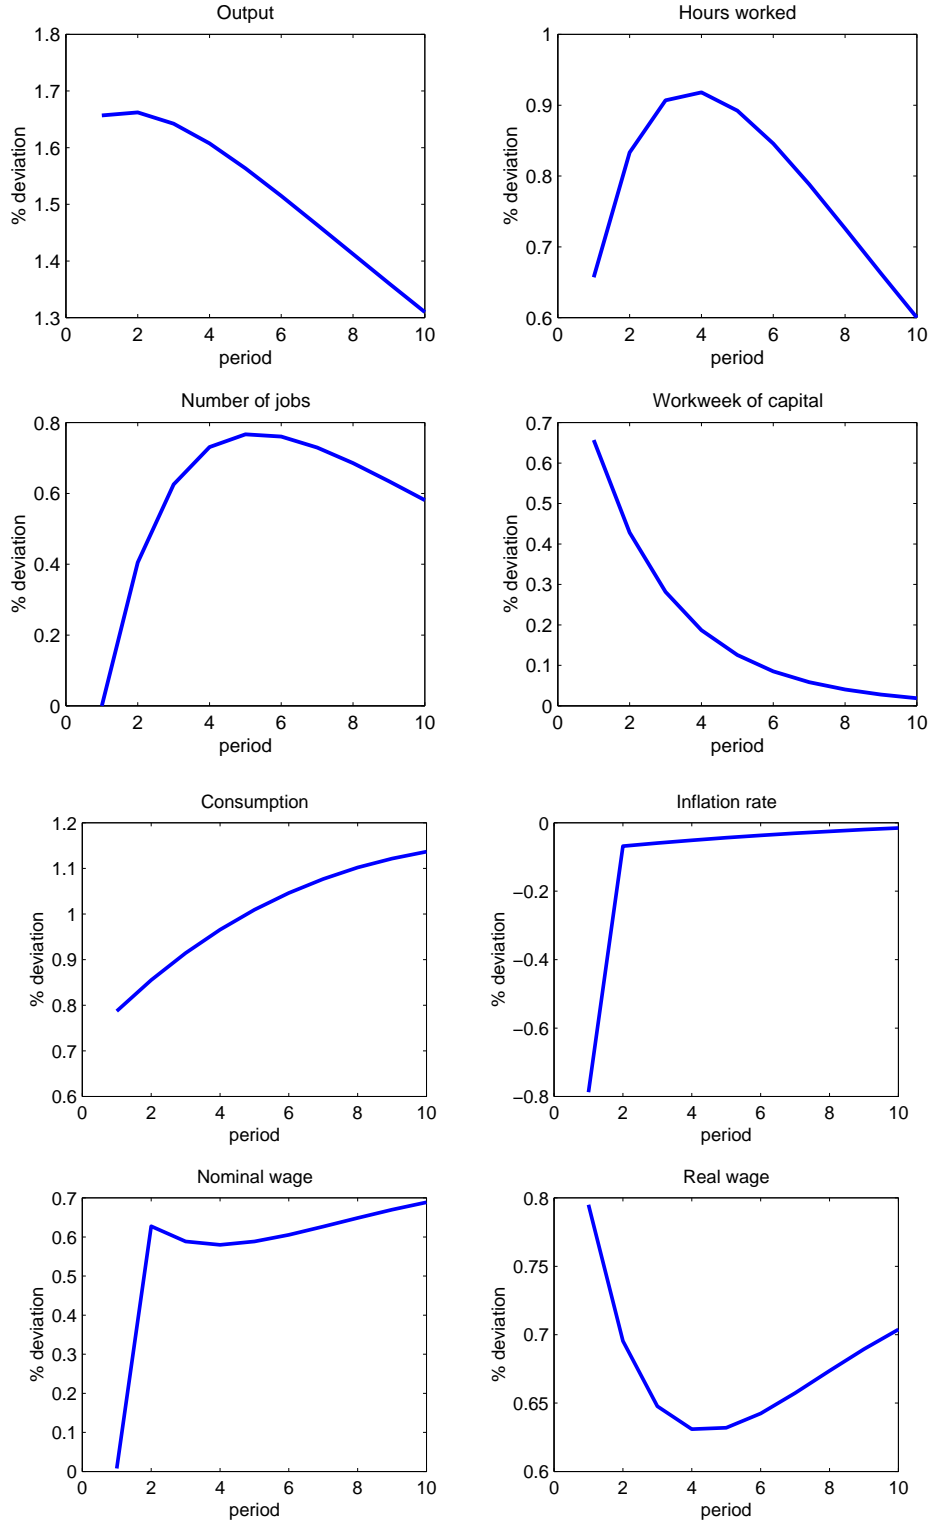 Output
1.8
1.7
1.6
1.5
1.4
1.3
% deviation
0 2 4 6 8 10
period
Hours worked
1
0.9
0.8
0.7
0.6
% deviation
0 2 4 6 8 10
period
Number of jobs
0.8
0.6
0.4
0.2
0
% deviation
0 2 4 6 8 10
period
Workweek of capital
0.7
0.6
0.5
0.4
0.3
0.2
0.1
0
% deviation
0 2 4 6 8 10
period
Consumption
1.2
1.1
1
0.9
0.8
0.7
0.6
% deviation
0 2 4 6 8 10
period
Inflation rate
0
−0.2
−0.4
−0.6
−0.8
% deviation
0 2 4 6 8 10
period
Nominal wage
0.7
0.6
0.5
0.4
0.3
0.2
0.1
0
% deviation
0 2 4 6 8 10
period
Real wage
0.8
0.75
0.7
0.65
0.6
% deviation
0 2 4 6 8 10
period